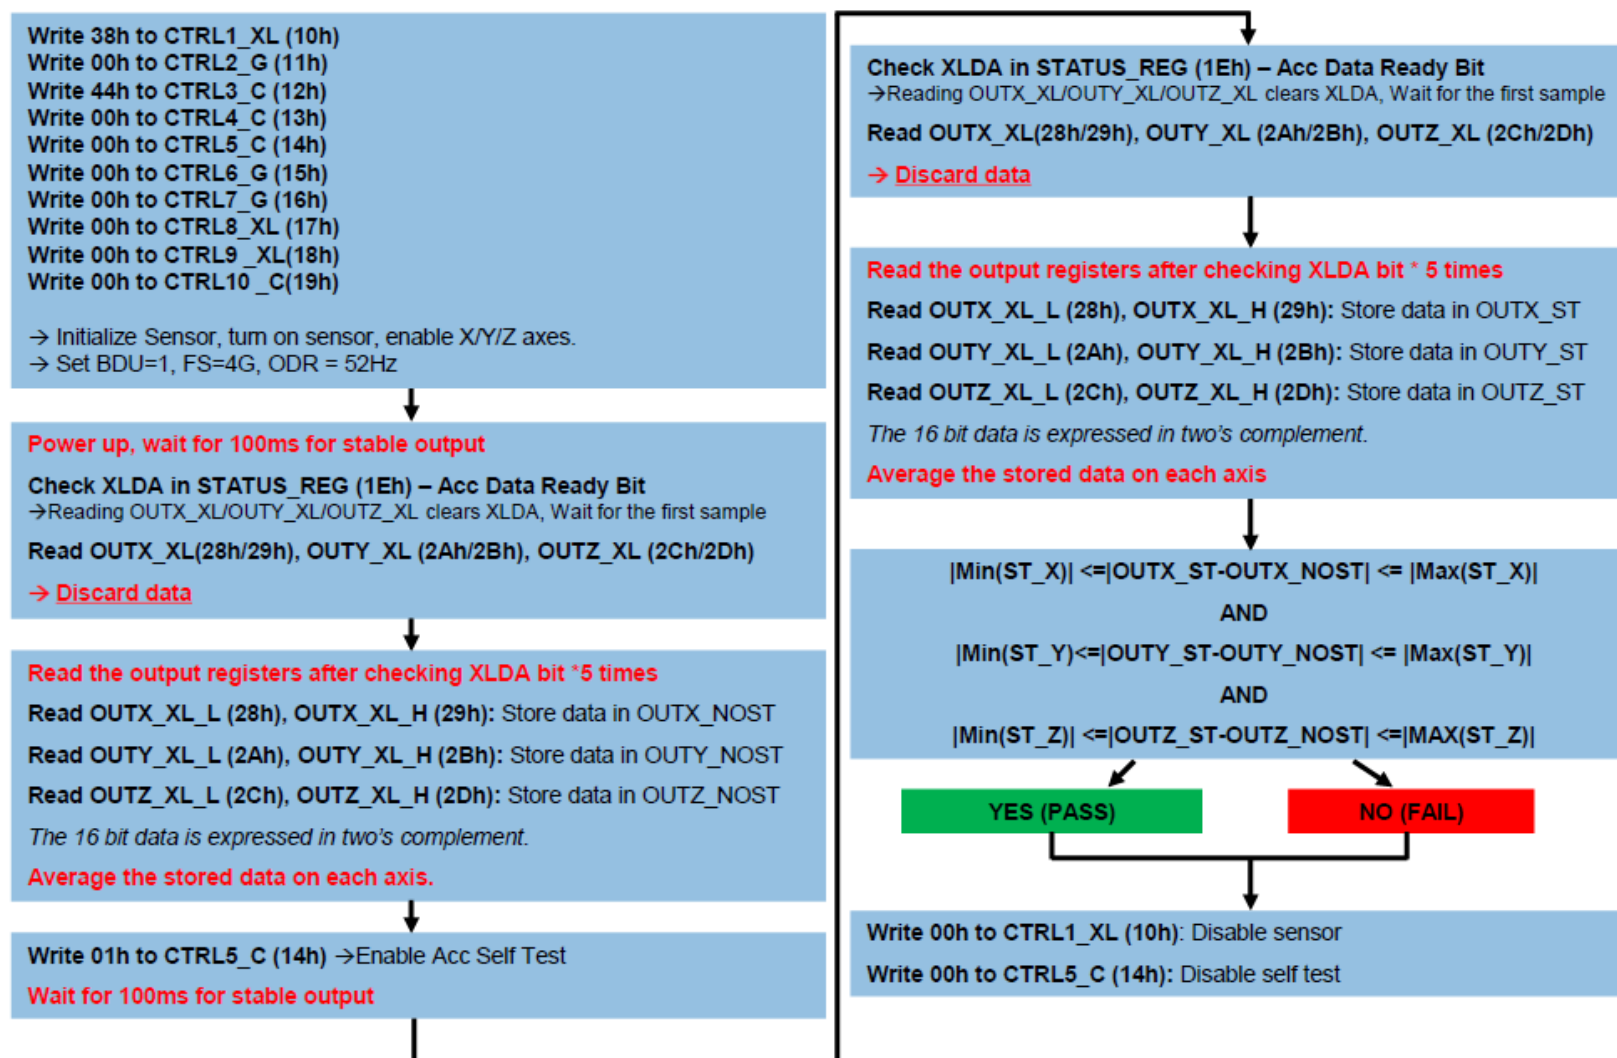 Write 38h to CTRL1_XL (10h)
Write 00h to CTRL2_G (11h)
Write 44h to CTRL3_C (12h)
Write 00h to CTRL4_C (13h)
Write 00h to CTRL5_C (14h)
Write 00h to CTRL6_G (15h)
Write 00h to CTRL7_G (16h)
Write 00h to CTRL8_XL (17h)
Write 00h to CTRL9 _XL(18h)
Write 00h to CTRL10 _C(19h)
→ Initialize Sensor, turn on sensor, enable X/Y/Z axes.
→ Set BDU=1, FS=4G, ODR = 52Hz
Power up, wait for 100ms for stable output
Check XLDA in STATUS_REG (1Eh) – Acc Data Ready Bit
→Reading OUTX_XL/OUTY_XL/OUTZ_XL clears XLDA, Wait for the first sample
Read OUTX_XL(28h/29h), OUTY_XL (2Ah/2Bh), OUTZ_XL (2Ch/2Dh)
→ Discard data
Read the output registers after checking XLDA bit *5 times
Read OUTX_XL_L (28h), OUTX_XL_H (29h): Store data in OUTX_NOST
Read OUTY_XL_L (2Ah), OUTY_XL_H (2Bh): Store data in OUTY_NOST
Read OUTZ_XL_L (2Ch), OUTZ_XL_H (2Dh): Store data in OUTZ_NOST
The 16 bit data is expressed in two's complement.
Average the stored data on each axis.
Write 01h to CTRL5_C (14h) →Enable Acc Self Test
Wait for 100ms for stable output
Check XLDA in STATUS_REG (1Eh) – Acc Data Ready Bit
→Reading OUTX_XL/OUTY_XL/OUTZ_XL clears XLDA, Wait for the first sample
Read OUTX_XL(28h/29h), OUTY_XL (2Ah/2Bh), OUTZ_XL (2Ch/2Dh)
→ Discard data
Read the output registers after checking XLDA bit * 5 times
Read OUTX_XL_L (28h), OUTX_XL_H (29h): Store data in OUTX_ST
Read OUTY_XL_L (2Ah), OUTY_XL_H (2Bh): Store data in OUTY_ST
Read OUTZ_XL_L (2Ch), OUTZ_XL_H (2Dh): Store data in OUTZ_ST
The 16 bit data is expressed in two's complement.
Average the stored data on each axis
|Min(ST_X)| <=|OUTX_ST-OUTX_NOST| <= |Max(ST_X)|
AND
|Min(ST_Y)<=|OUTY_ST-OUTY_NOST| <= |Max(ST_Y)|
AND
|Min(ST_Z)| <=|OUTZ_ST-OUTZ_NOST| <=|MAX(ST_Z)|
YES (PASS)
NO (FAIL)
Write 00h to CTRL1_XL (10h): Disable sensor
Write 00h to CTRL5_C (14h): Disable self test